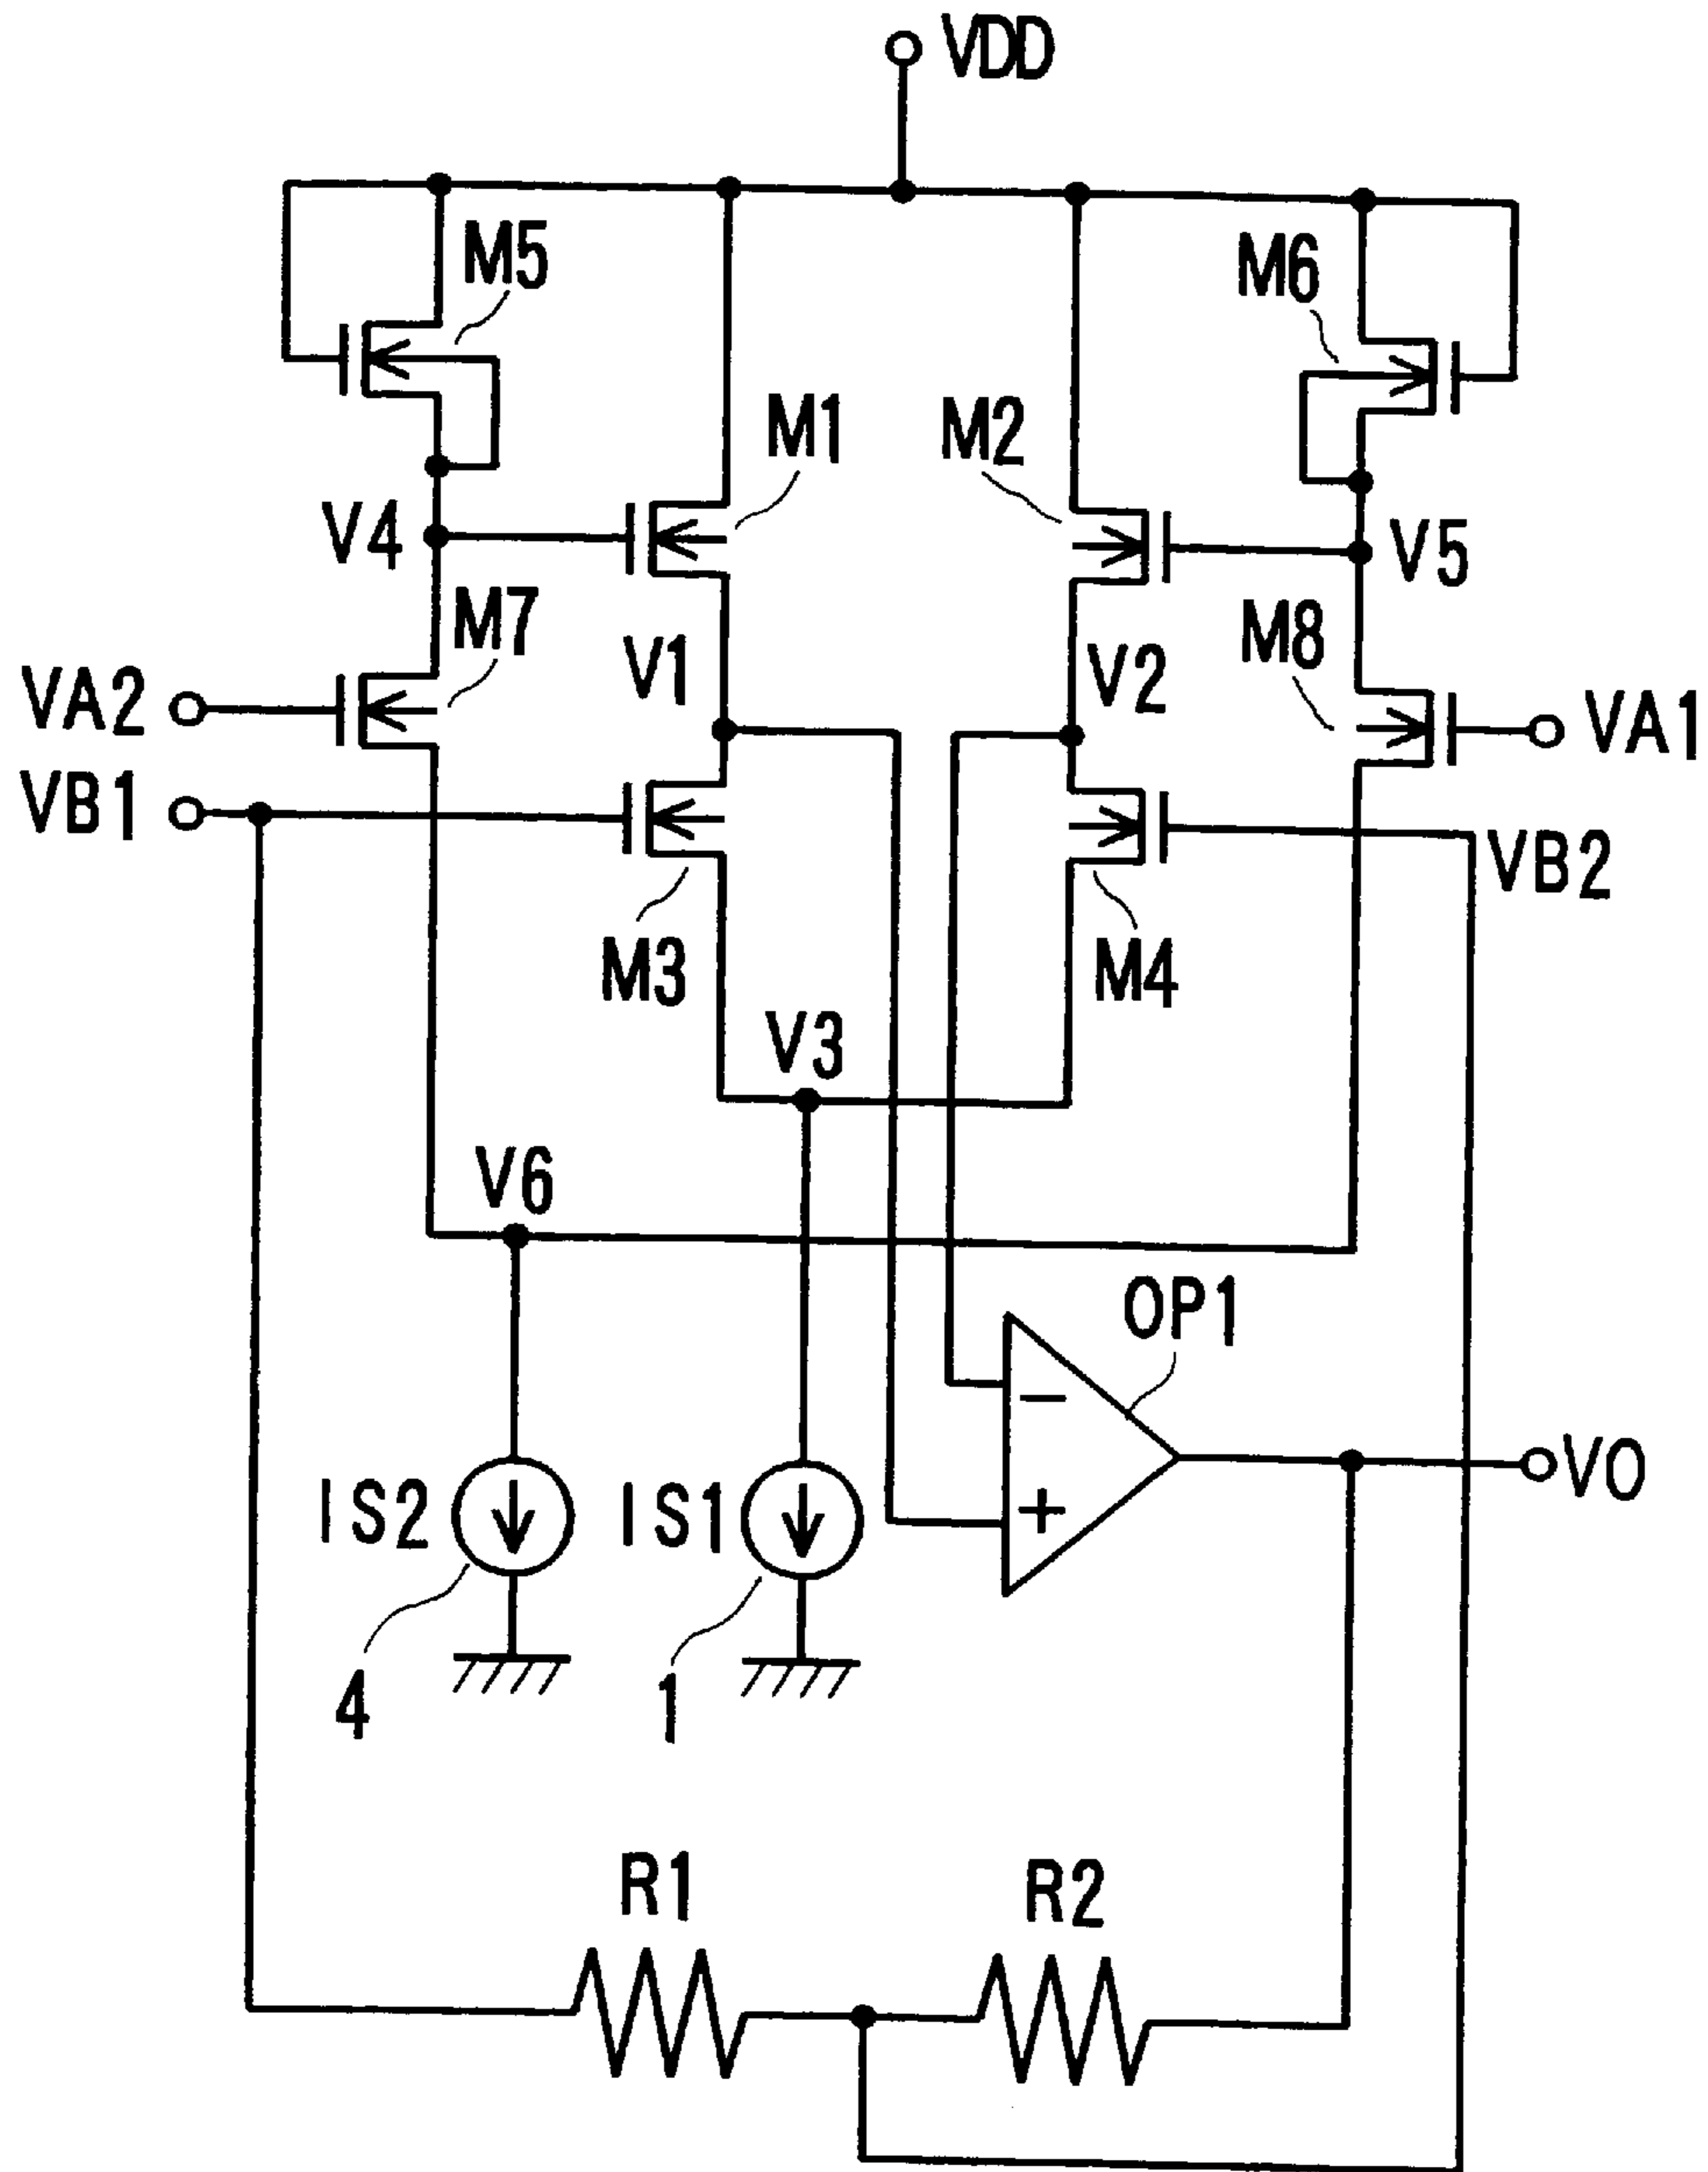 VDD
M5
M6
M1
M2
V4
V5
M7
V1
V2
M8
VA2
VA1
VB1
VB2
M3
M4
V3
V6
OP1
−
+
IS2
IS1
VO
4
1
R1
R2